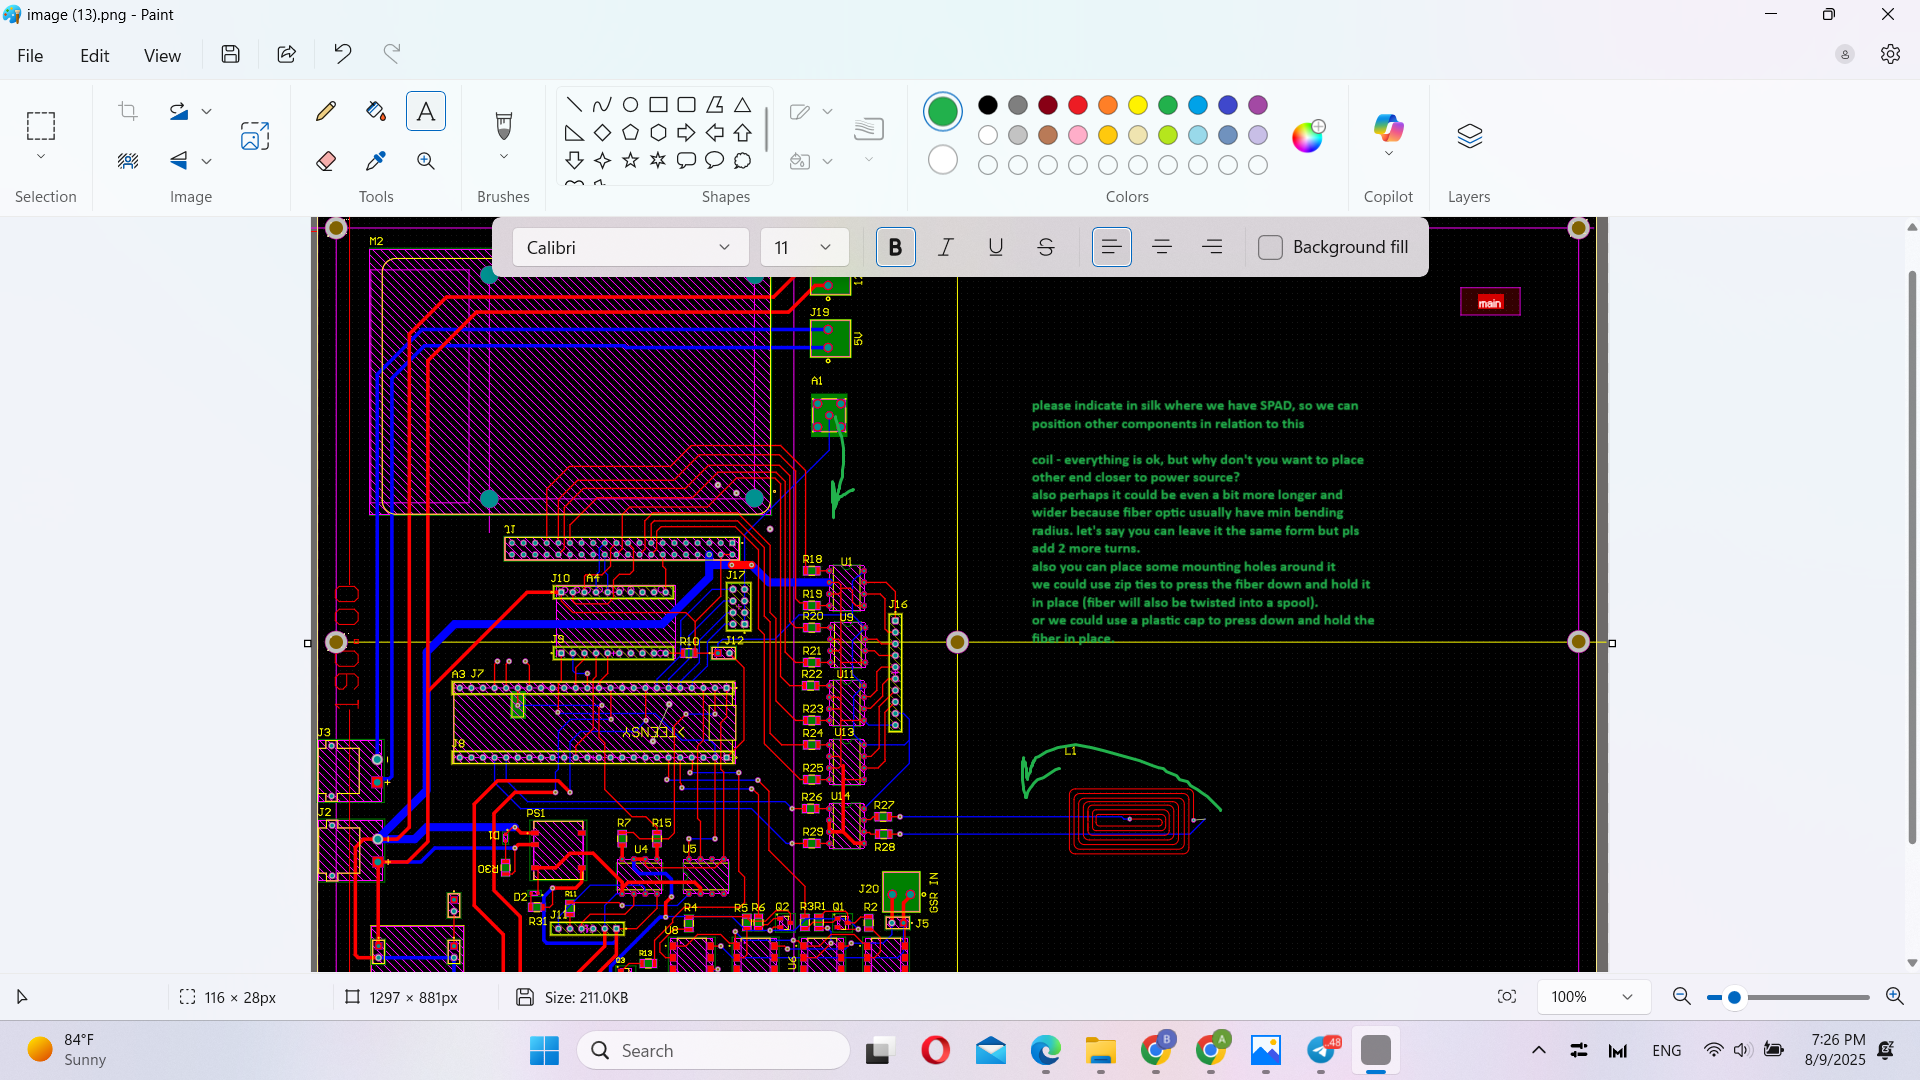 image (13).png - Paint
File
Edit
View
Selection
Image
Tools
Brushes
Shapes
Colors
Copilot
Layers
Calibri
11
B
I
U
S
Background fill
M2
J19
5V
A1
main
please indicate in silk where we have SPAD, so we can
position other components in relation to this
coil - everything is ok, but why don't you want to place
other end closer to power source?
also perhaps it could be even a bit more longer and
wider because fiber optic usually have min bending
radius. let's say you can leave it the same form but pls
add 2 more turns.
also you can place some mounting holes around it
we could use zip ties to press the fiber down and hold it
in place (fiber will also be twisted into a spool).
or we could use a plastic cap to press down and hold the
fiber in place.
J1
R18
U1
J10
A4
J17
R19
J16
R20
U9
J9
R10
J12
R21
R22
U11
A3 J7
R23
TEENSY
R24
U13
J3
J8
L1
R25
R26
U14
R27
J2
PS1
R7
R15
D1
R29
R28
U4
U5
R30
J20
GSR IN
D2
R11
R31
J11
R4
R5
R6
Q2
R3
R1
Q1
R2
J5
U8
R13
Q3
U6
116 × 28px
1297 × 881px
Size: 211.0KB
100%
84°F
Sunny
Search
B
A
48
ENG
7:26 PM
8/9/2025